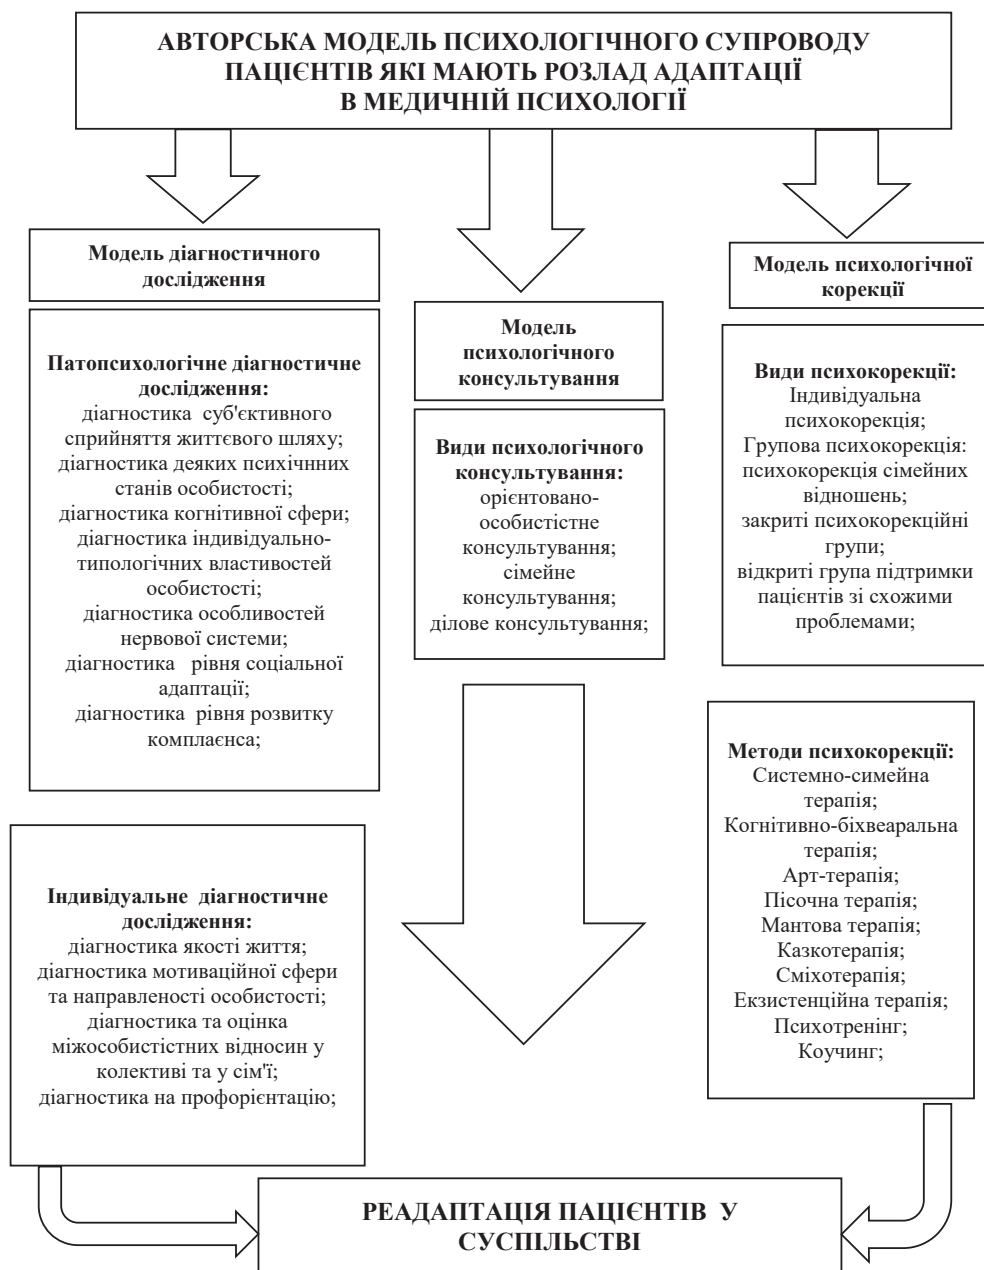 АВТОРСЬКА МОДЕЛЬ ПСИХОЛОГІЧНОГО СУПРОВОДУ
ПАЦІЄНТІВ ЯКІ МАЮТЬ РОЗЛАД АДАПТАЦІЇ
В МЕДИЧНІЙ ПСИХОЛОГІЇ
Модель діагностичного
дослідження
Патопсихологічне діагностичне
дослідження:
діагностика суб'єктивного
сприйняття життєвого шляху;
діагностика деяких психічнних
станів особистості;
діагностика когнітивної сфери;
діагностика індивідуально-
типологічних властивостей
особистості;
діагностика особливостей
нервової системи;
діагностика рівня соціальної
адаптації;
діагностика рівня розвитку
комплаєнса;
Індивідуальне діагностичне
дослідження:
діагностика якості життя;
діагностика мотиваційної сфери
та направленості особистості;
діагностика та оцінка
міжособистістних відносин у
колективі та у сім'ї;
діагностика на профорієнтацію;
Модель
психологічного
консультування
Види психологічного
консультування:
орієнтовано-
особистістне
консультування;
сімейне
консультування;
ділове консультування;
Модель психологічної
корекції
Види психокорекції:
Індивідуальна
психокорекція;
Групова психокорекція:
психокорекція сімейних
відношень;
закриті психокорекційні
групи;
відкриті група підтримки
пацієнтів зі схожими
проблемами;
Методи психокорекції:
Системно-симейна
терапія;
Когнітивно-біхвеаральна
терапія;
Арт-терапія;
Пісочна терапія;
Мантова терапія;
Казкотерапія;
Сміхотерапія;
Екзистенційна терапія;
Психотренінг;
Коучинг;
РЕАДАПТАЦІЯ ПАЦІЄНТІВ У
СУСПІЛЬСТВІ